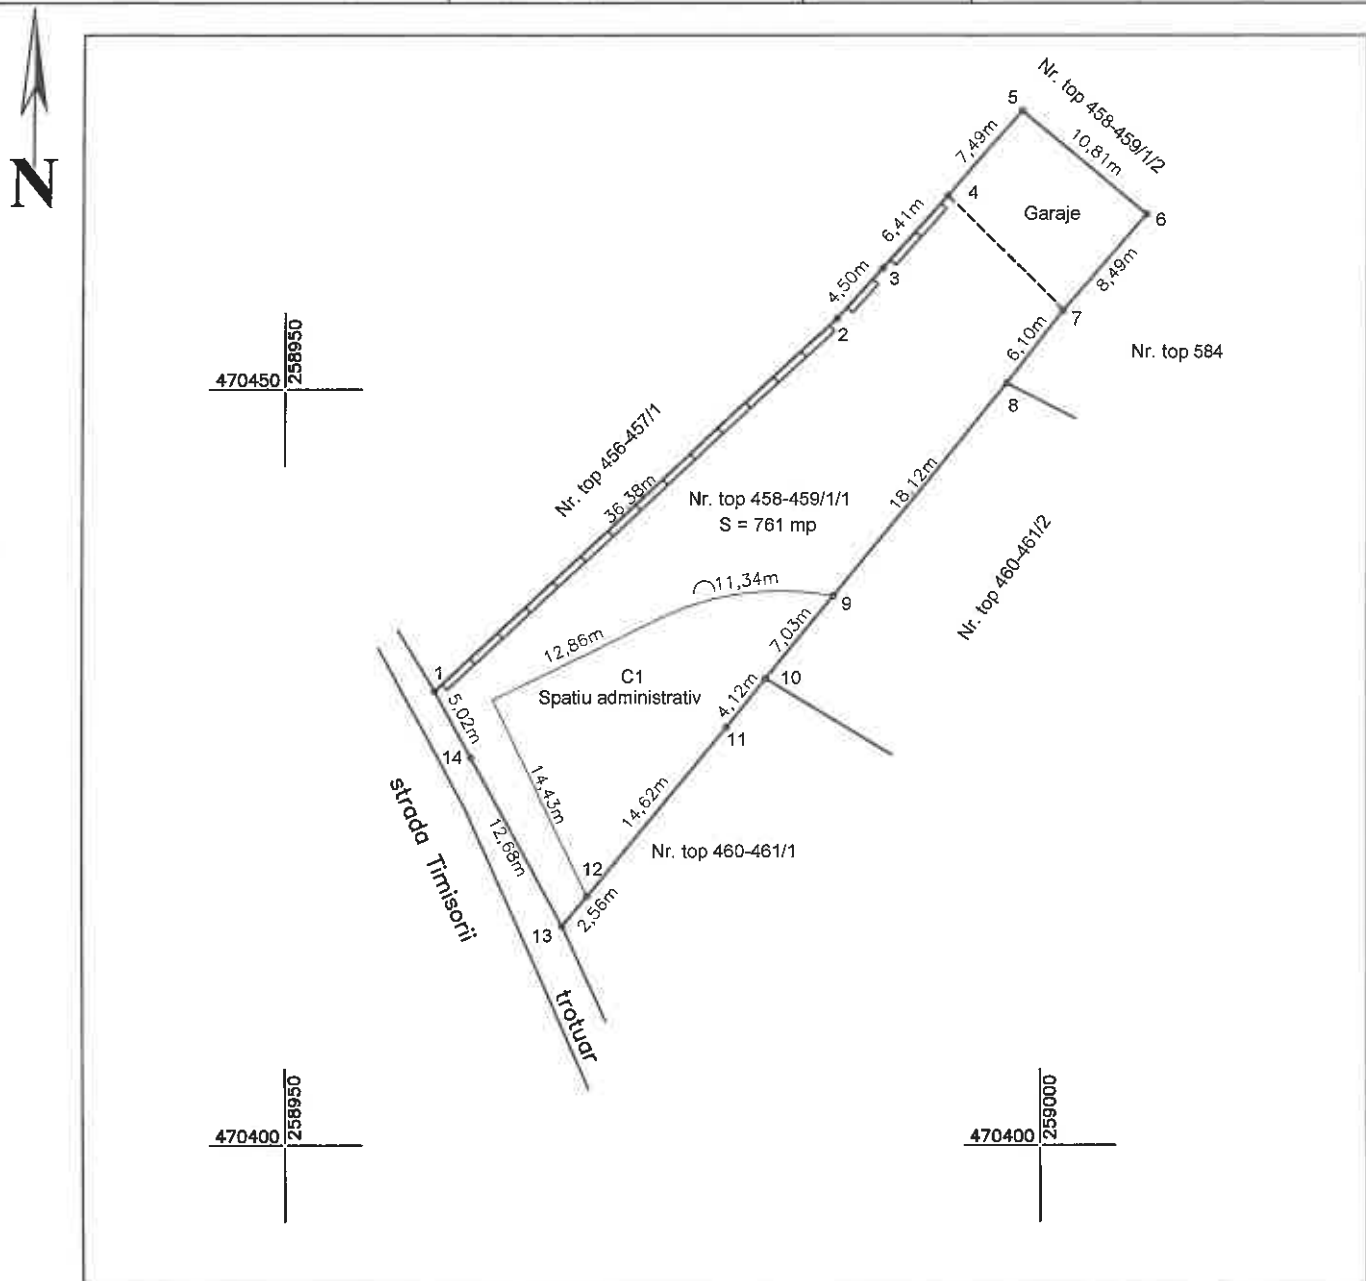 N
5
Nr. top 458-459/1/2
10,81m
7,49m
4
Garaje
6
6,41m
3
8,49m
4,50m
2
7
6,10m
Nr. top 584
8
258950
470450
Nr. top 456-457/1
36,38m
18,12m
Nr. top 458-459/1/1
S = 761 mp
Nr. top 460-461/2
11,34m
9
7,03m
12,86m
1
C1
Spatiu administrativ
10
4,12m
11
5,02m
14
14,43m
14,62m
strada Timisorii
12,68m
Nr. top 460-461/1
12
2,56m
13
trotuar
258950
470400
259000
470400